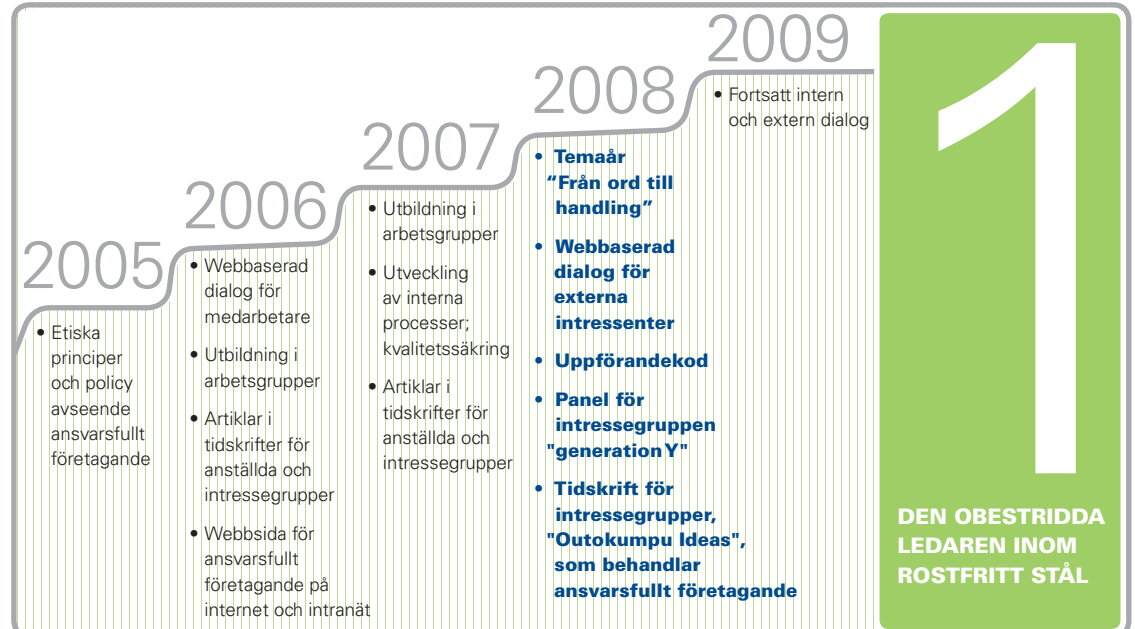 2005
• Etiska
principer
och policy
avseende
ansvarsfullt
företagande
2006
• Webbaserad
dialog för
medarbetare
• Utbildning i
arbetsgrupper
• Artiklar i
tidskrifter för
anställda och
intressegrupper
• Webbsida för
ansvarsfullt
företagande på
internet och intranät
2007
• Utbildning i
arbetsgrupper
• Utveckling
av interna
processer;
kvalitetssäkring
• Artiklar i
tidskrifter för
anställda och
intressegrupper
2008
• Temaår
”Från ord till
handling”
• Webbaserad
dialog för
externa
intressenter
• Uppförandekod
• Panel för
intressegruppen
"generation Y"
• Tidskrift för
intressegrupper,
"Outokumpu Ideas",
som behandlar
ansvarsfullt företagande
2009
• Fortsatt intern
och extern dialog
1
DEN OBESTRIDDA
LEDAREN INOM
ROSTFRITT STÅL